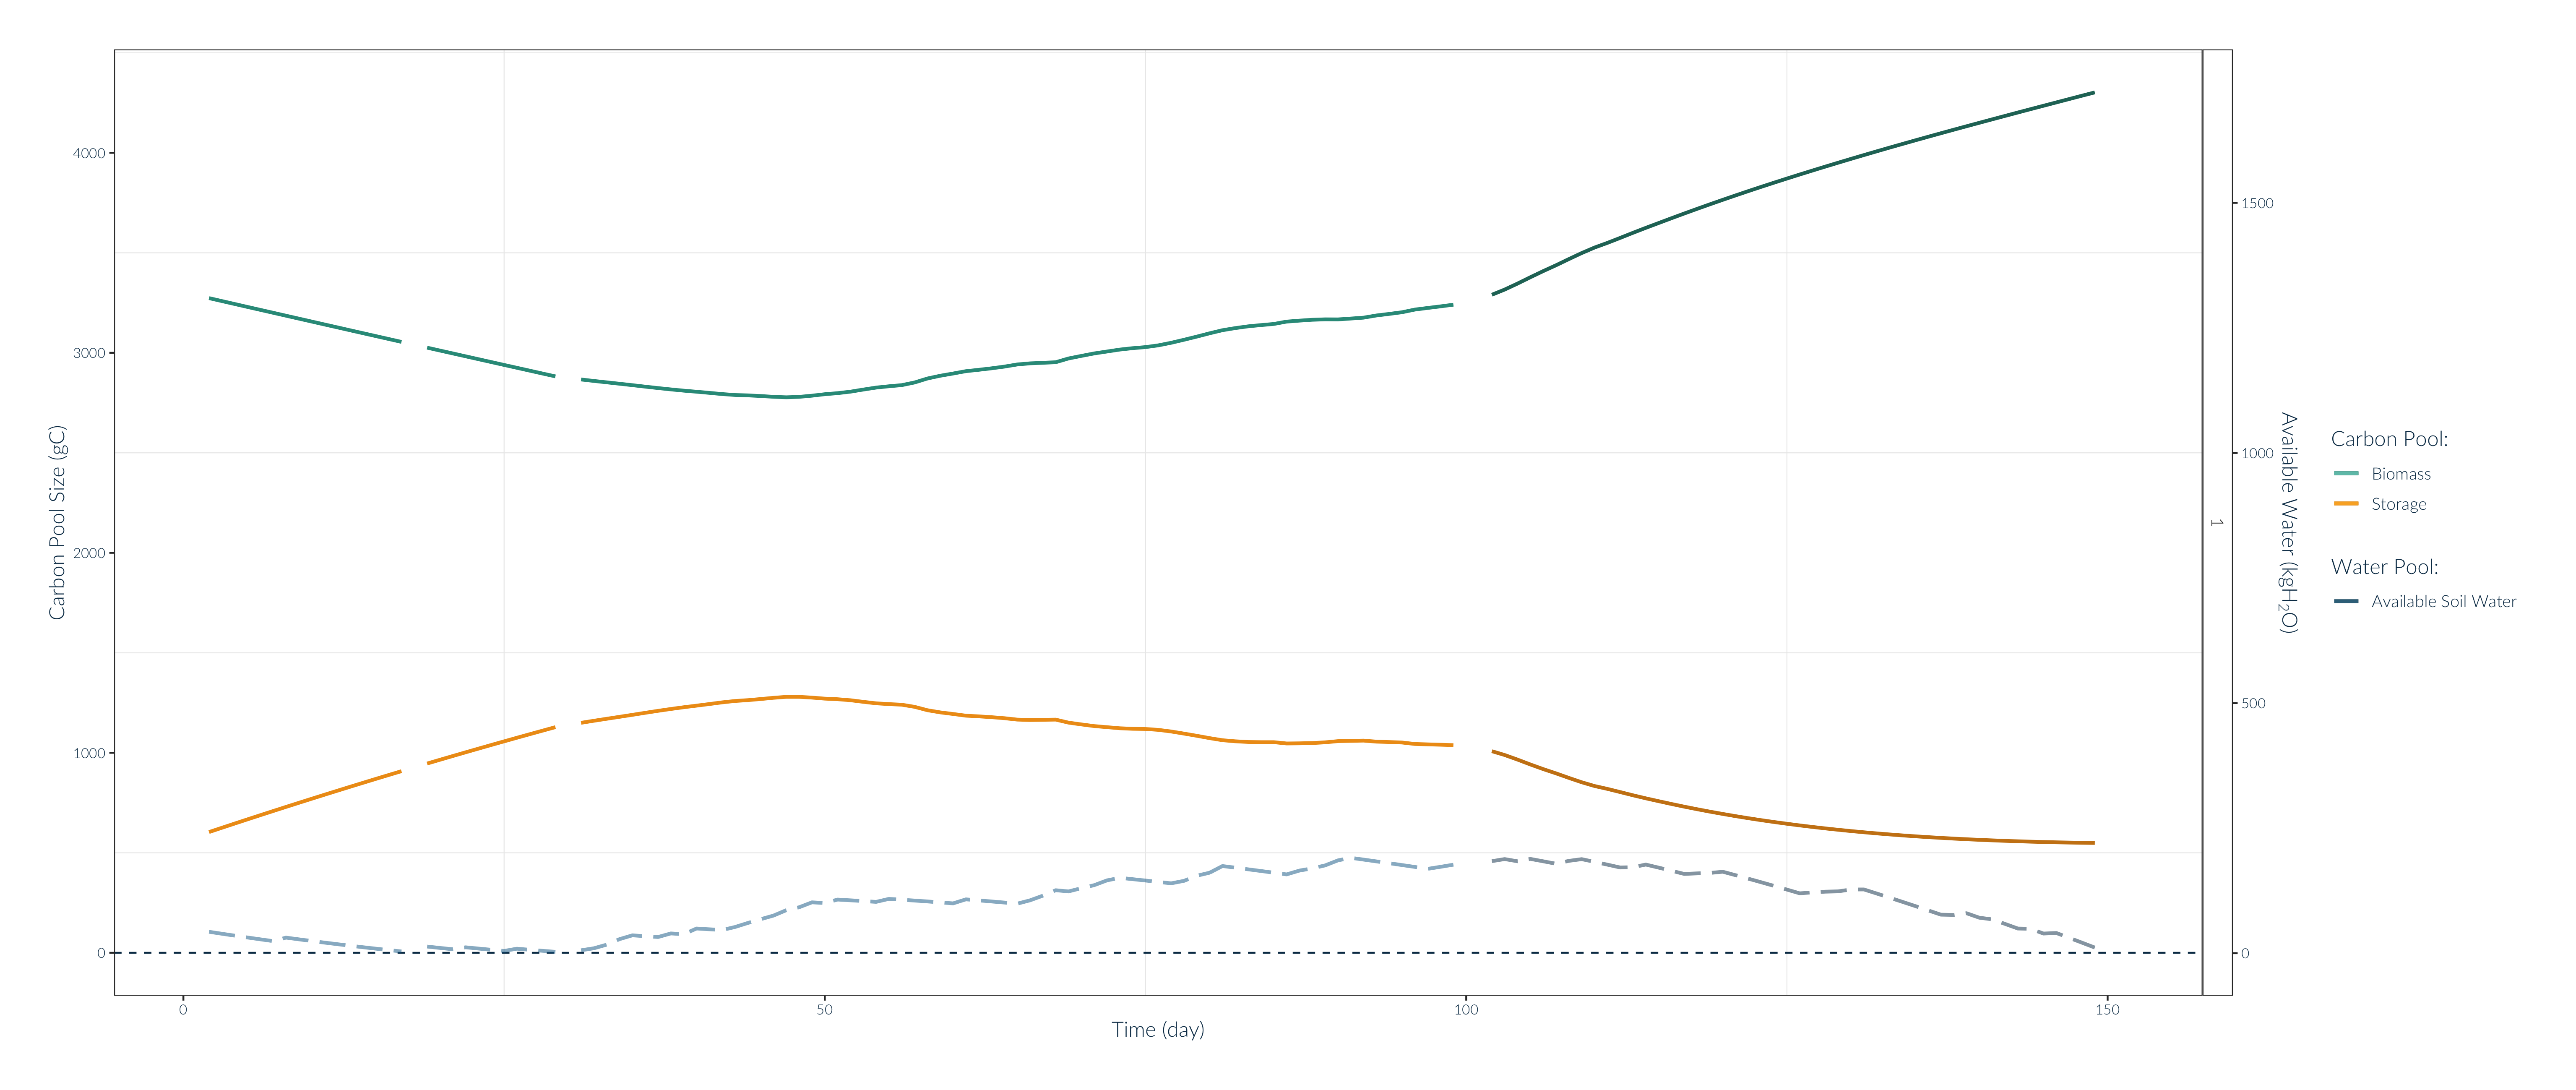 4000
3000
2000
1000
0
Carbon Pool Size (gC)
0
50
100
150
Time (day)
1
1500
1000
500
0
Available Water (kgH₂O)
Carbon Pool:
Biomass
Storage
Water Pool:
Available Soil Water